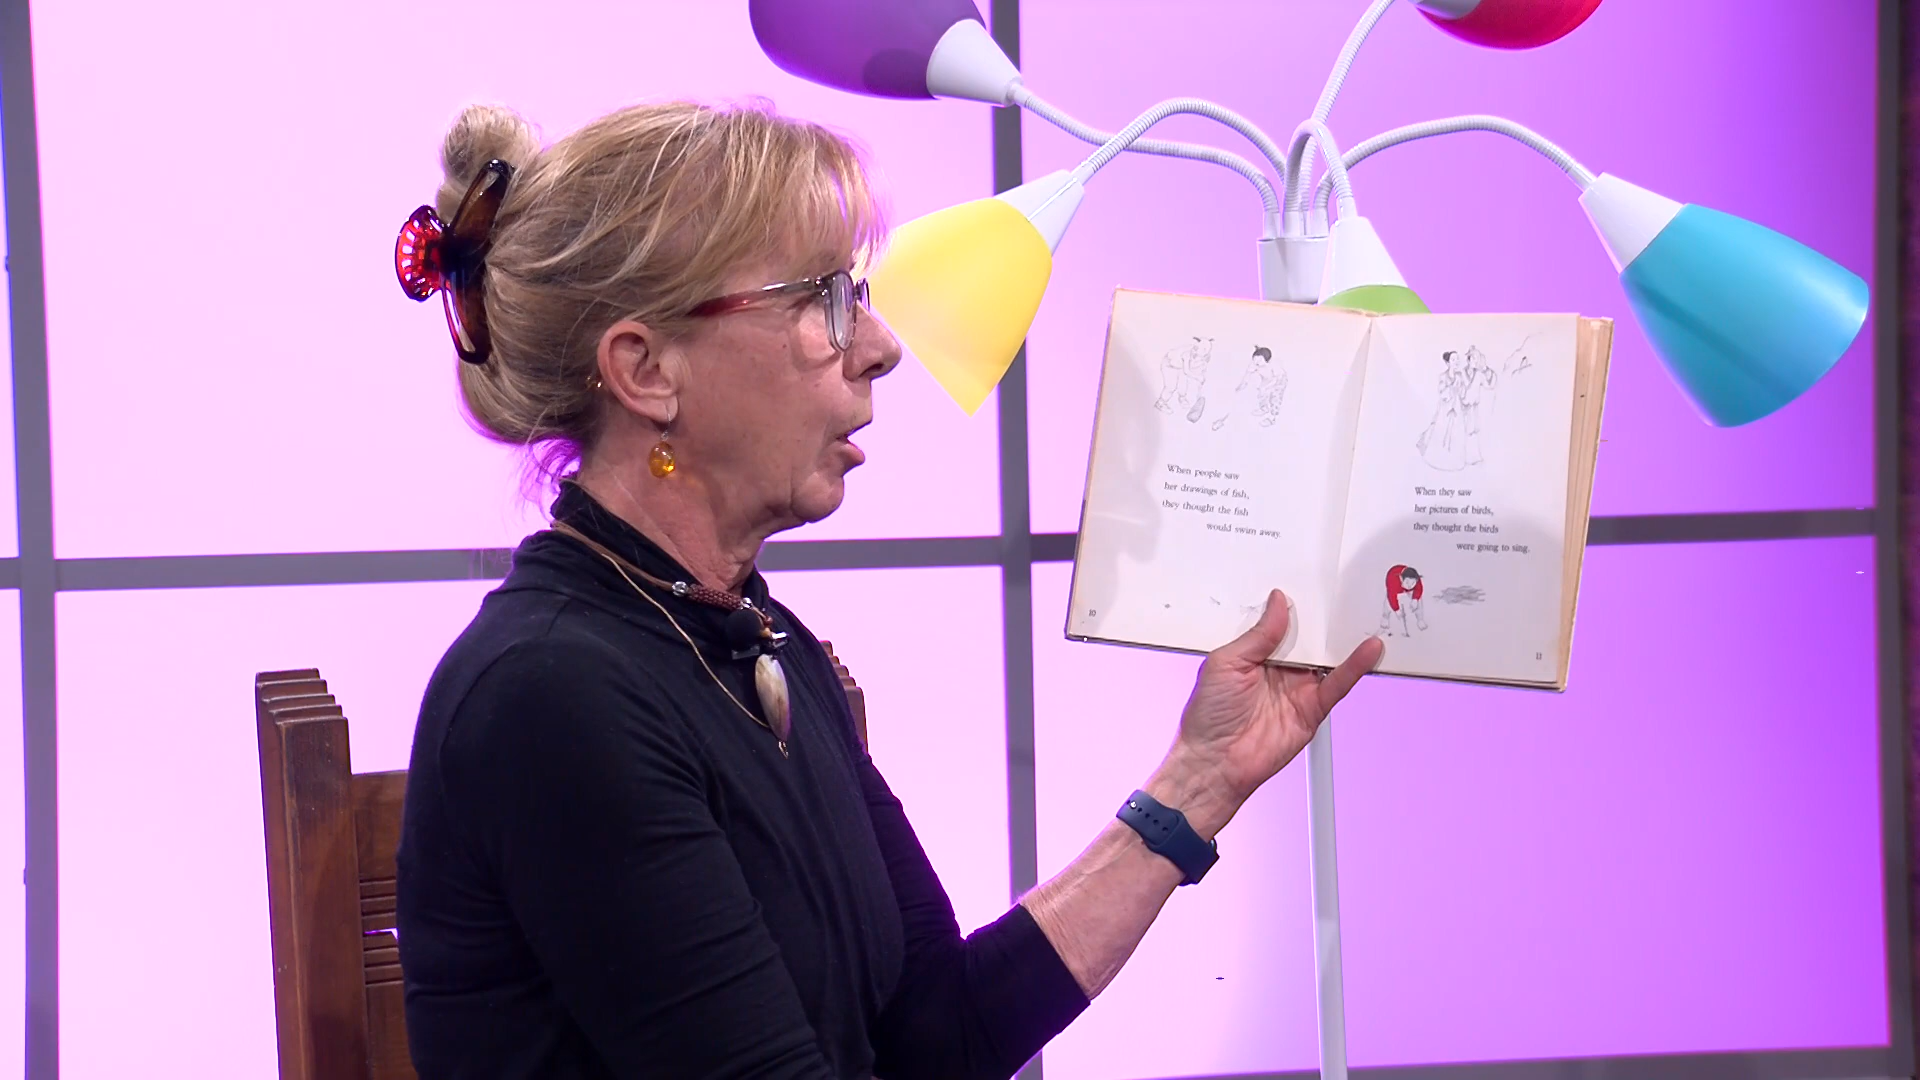 When people saw
her drawings of fish,
they thought the fish
would swim away.
10
When they saw
her pictures of birds,
they thought the birds
were going to sing.
11